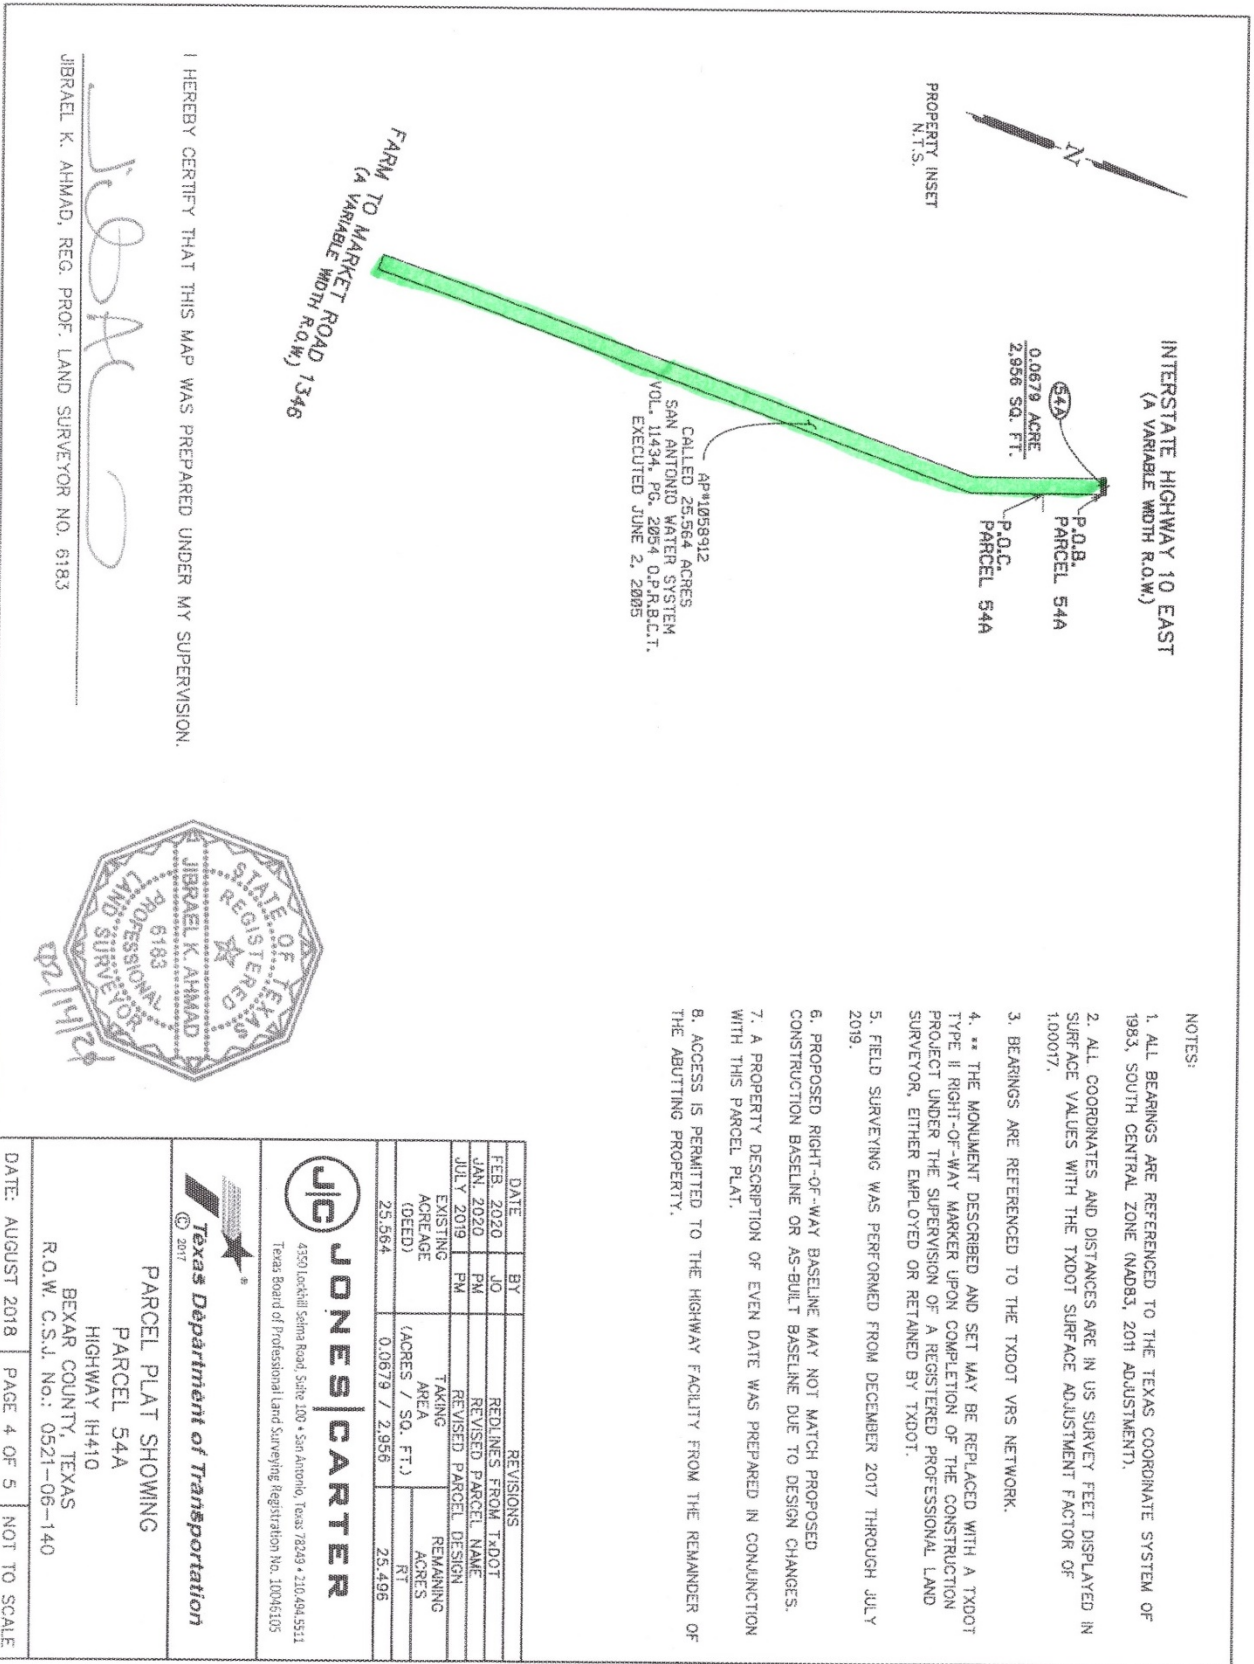 INTERSTATE HIGHWAY 10 EAST
(A VARIABLE WIDTH R.O.W.)
N
PROPERTY INSET
N.T.S.
54A
0.0679 ACRE
2,956 SQ. FT.
P.O.B.
PARCEL 54A
P.O.C.
PARCEL 54A
AP#1058912
CALLED 25.564 ACRES
SAN ANTONIO WATER SYSTEM
VOL. 11434, PG. 2054 O.P.R.B.C.T.
EXECUTED JUNE 2, 2005
FARM TO MARKET ROAD 1346
(A VARIABLE WIDTH R.O.W.)
I HEREBY CERTIFY THAT THIS MAP WAS PREPARED UNDER MY SUPERVISION.
JIBRAEL K. AHMAD, REG. PROF. LAND SURVEYOR NO. 6183
STATE OF TEXAS
REGISTERED
JIBRAEL K. AHMAD
6183
PROFESSIONAL
LAND SURVEYOR
NOTES:
1. ALL BEARINGS ARE REFERENCED TO THE TEXAS COORDINATE SYSTEM OF
1983, SOUTH CENTRAL ZONE (NAD83, 2011 ADJUSTMENT).
2. ALL COORDINATES AND DISTANCES ARE IN US SURVEY FEET DISPLAYED IN
SURFACE VALUES WITH THE TXDOT SURFACE ADJUSTMENT FACTOR OF
1.00017.
3. BEARINGS ARE REFERENCED TO THE TXDOT VRS NETWORK.
4. ** THE MONUMENT DESCRIBED AND SET MAY BE REPLACED WITH A TXDOT
TYPE II RIGHT-OF-WAY MARKER UPON COMPLETION OF THE CONSTRUCTION
PROJECT UNDER THE SUPERVISION OF A REGISTERED PROFESSIONAL LAND
SURVEYOR, EITHER EMPLOYED OR RETAINED BY TXDOT.
5. FIELD SURVEYING WAS PERFORMED FROM DECEMBER 2017 THROUGH JULY
2019.
6. PROPOSED RIGHT-OF-WAY BASELINE MAY NOT MATCH PROPOSED
CONSTRUCTION BASELINE OR AS-BUILT BASELINE DUE TO DESIGN CHANGES.
7. A PROPERTY DESCRIPTION OF EVEN DATE WAS PREPARED IN CONJUNCTION
WITH THIS PARCEL PLAT.
8. ACCESS IS PERMITTED TO THE HIGHWAY FACILITY FROM THE REMAINDER OF
THE ABUTTING PROPERTY.
DATE BY REVISIONS
FEB. 2020 JO REDLINES FROM TxDOT
JAN. 2020 PM REVISED PARCEL NAME
JULY 2019 PM REVISED PARCEL DESIGN
EXISTING ACREAGE (DEED) TAKING AREA (ACRES / SQ. FT.) REMAINING ACRES RT
25.564 0.0679 / 2,956 25.496
J|C JONES|CARTER
4350 Lockhill Selma Road, Suite 100 • San Antonio, Texas 78249 • 210.494.5511
Texas Board of Professional Land Surveying Registration No. 10046105
®
Texas Department of Transportation
© 2017
PARCEL PLAT SHOWING
PARCEL 54A
HIGHWAY IH410
BEXAR COUNTY, TEXAS
R.O.W. C.S.J. No.: 0521-06-140
DATE: AUGUST 2018 PAGE 4 OF 5 NOT TO SCALE